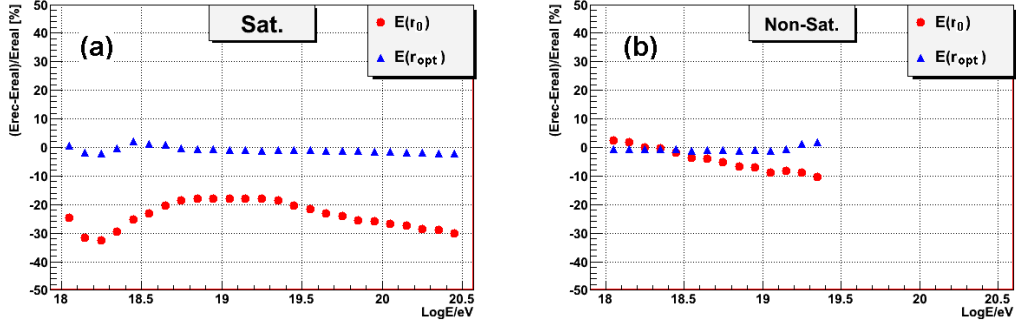 (Erec-Ereal)/Ereal [%]
50
40
30
20
10
0
-10
-20
-30
-40
-50
(a)
Sat.
E(r0)
E(ropt)
18
18.5
19
19.5
20
20.5
LogE/eV
(Erec-Ereal)/Ereal [%]
50
40
30
20
10
0
-10
-20
-30
-40
-50
(b)
Non-Sat.
E(r0)
E(ropt)
18
18.5
19
19.5
20
20.5
LogE/eV